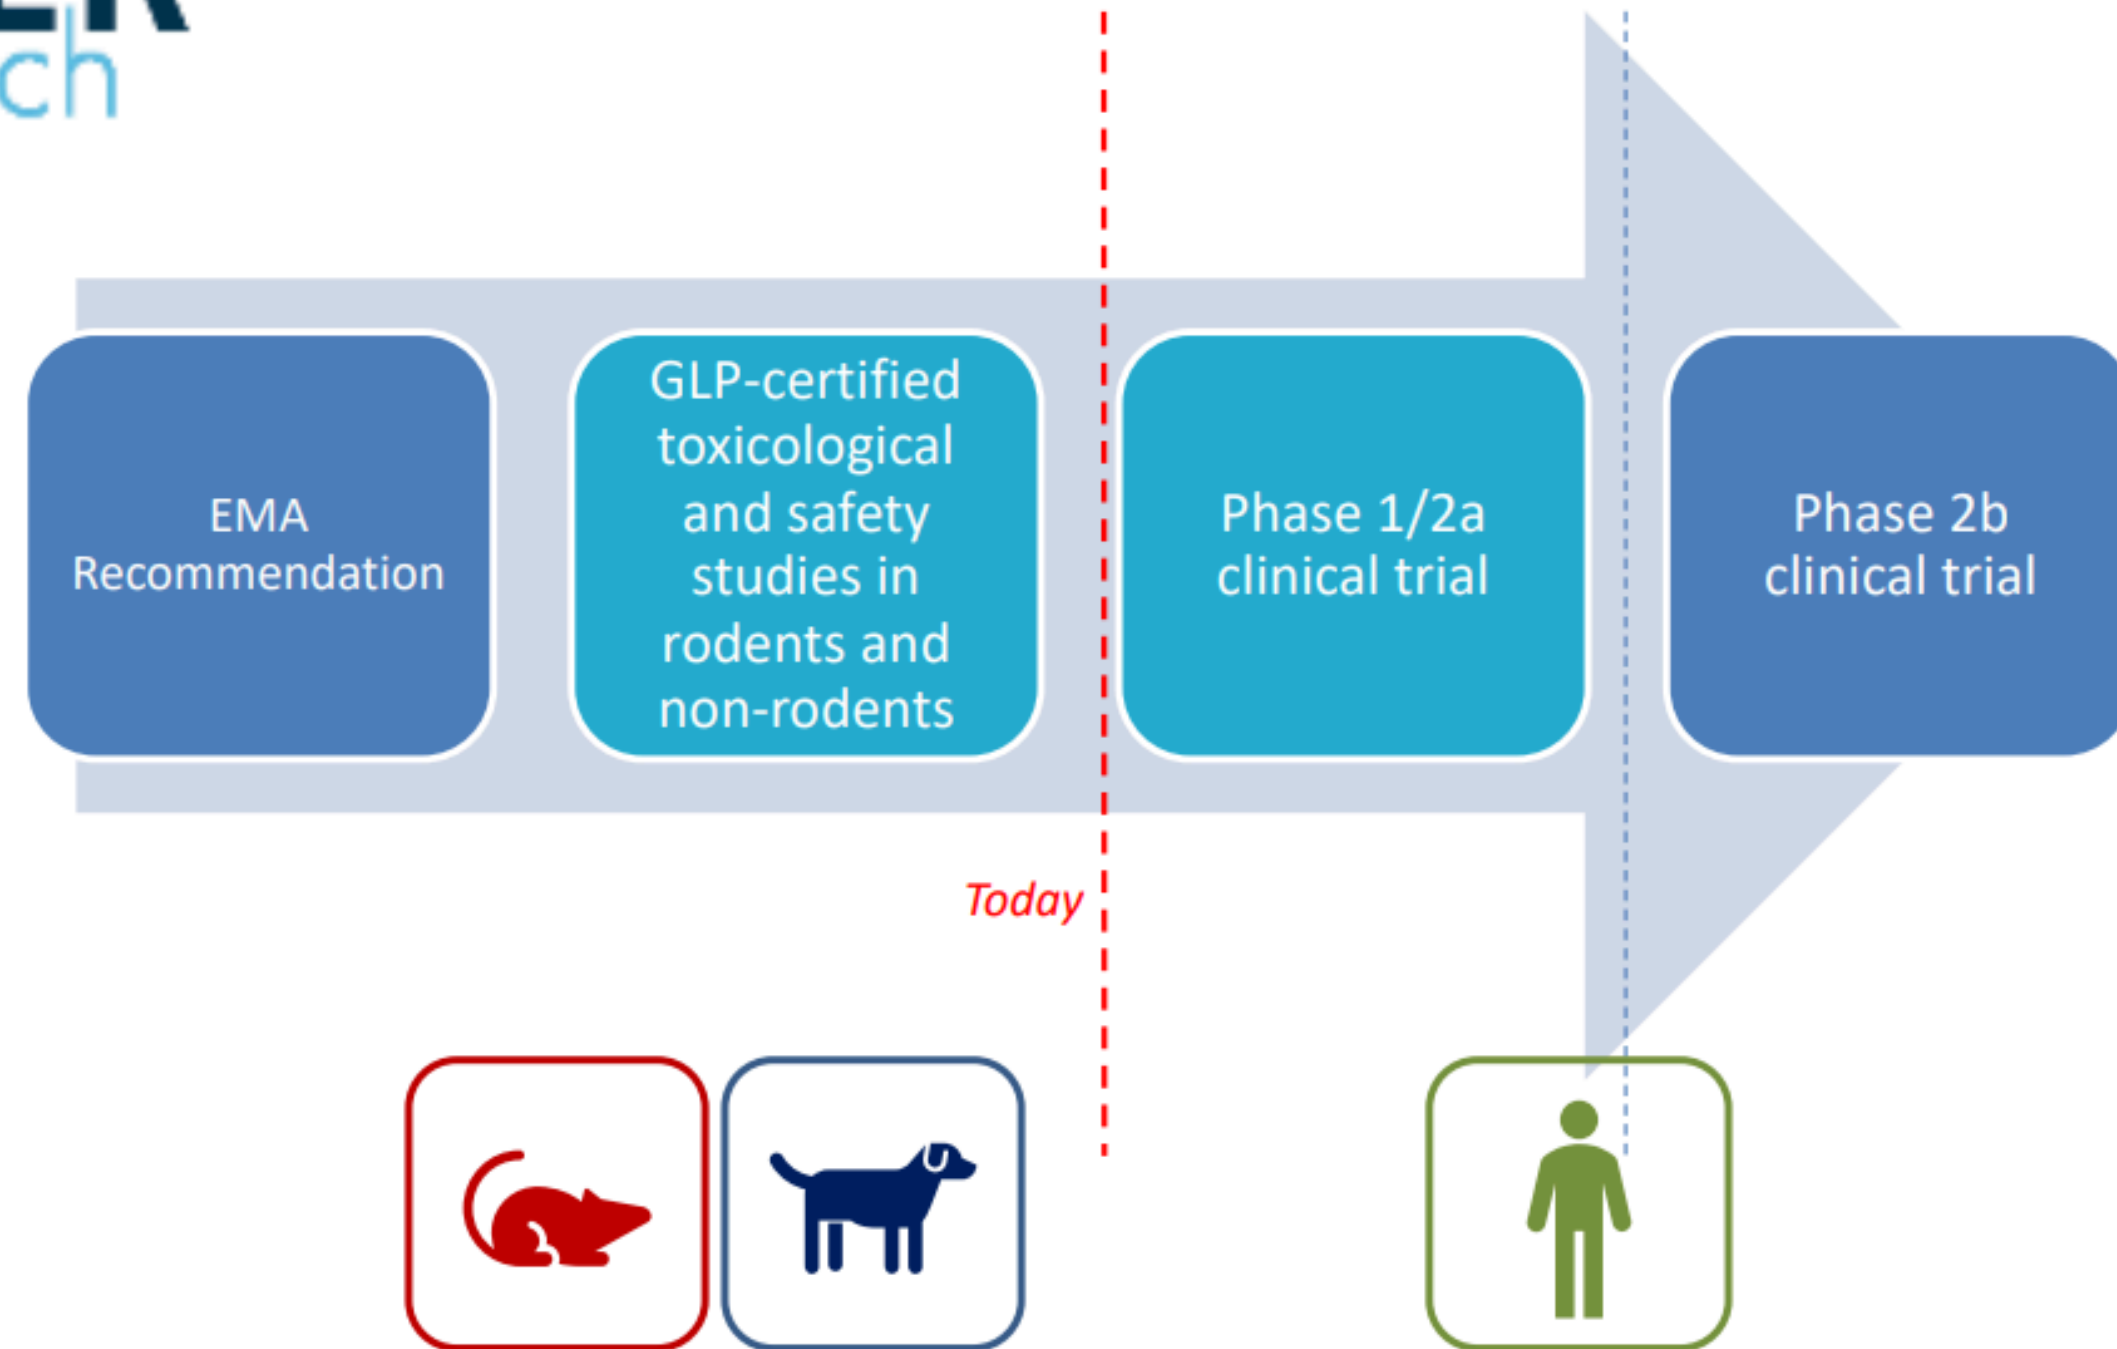 ch
EMA
Recommendation
GLP-certified
toxicological
and safety
studies in
rodents and
non-rodents
Phase 1/2a
clinical trial
Phase 2b
clinical trial
Today